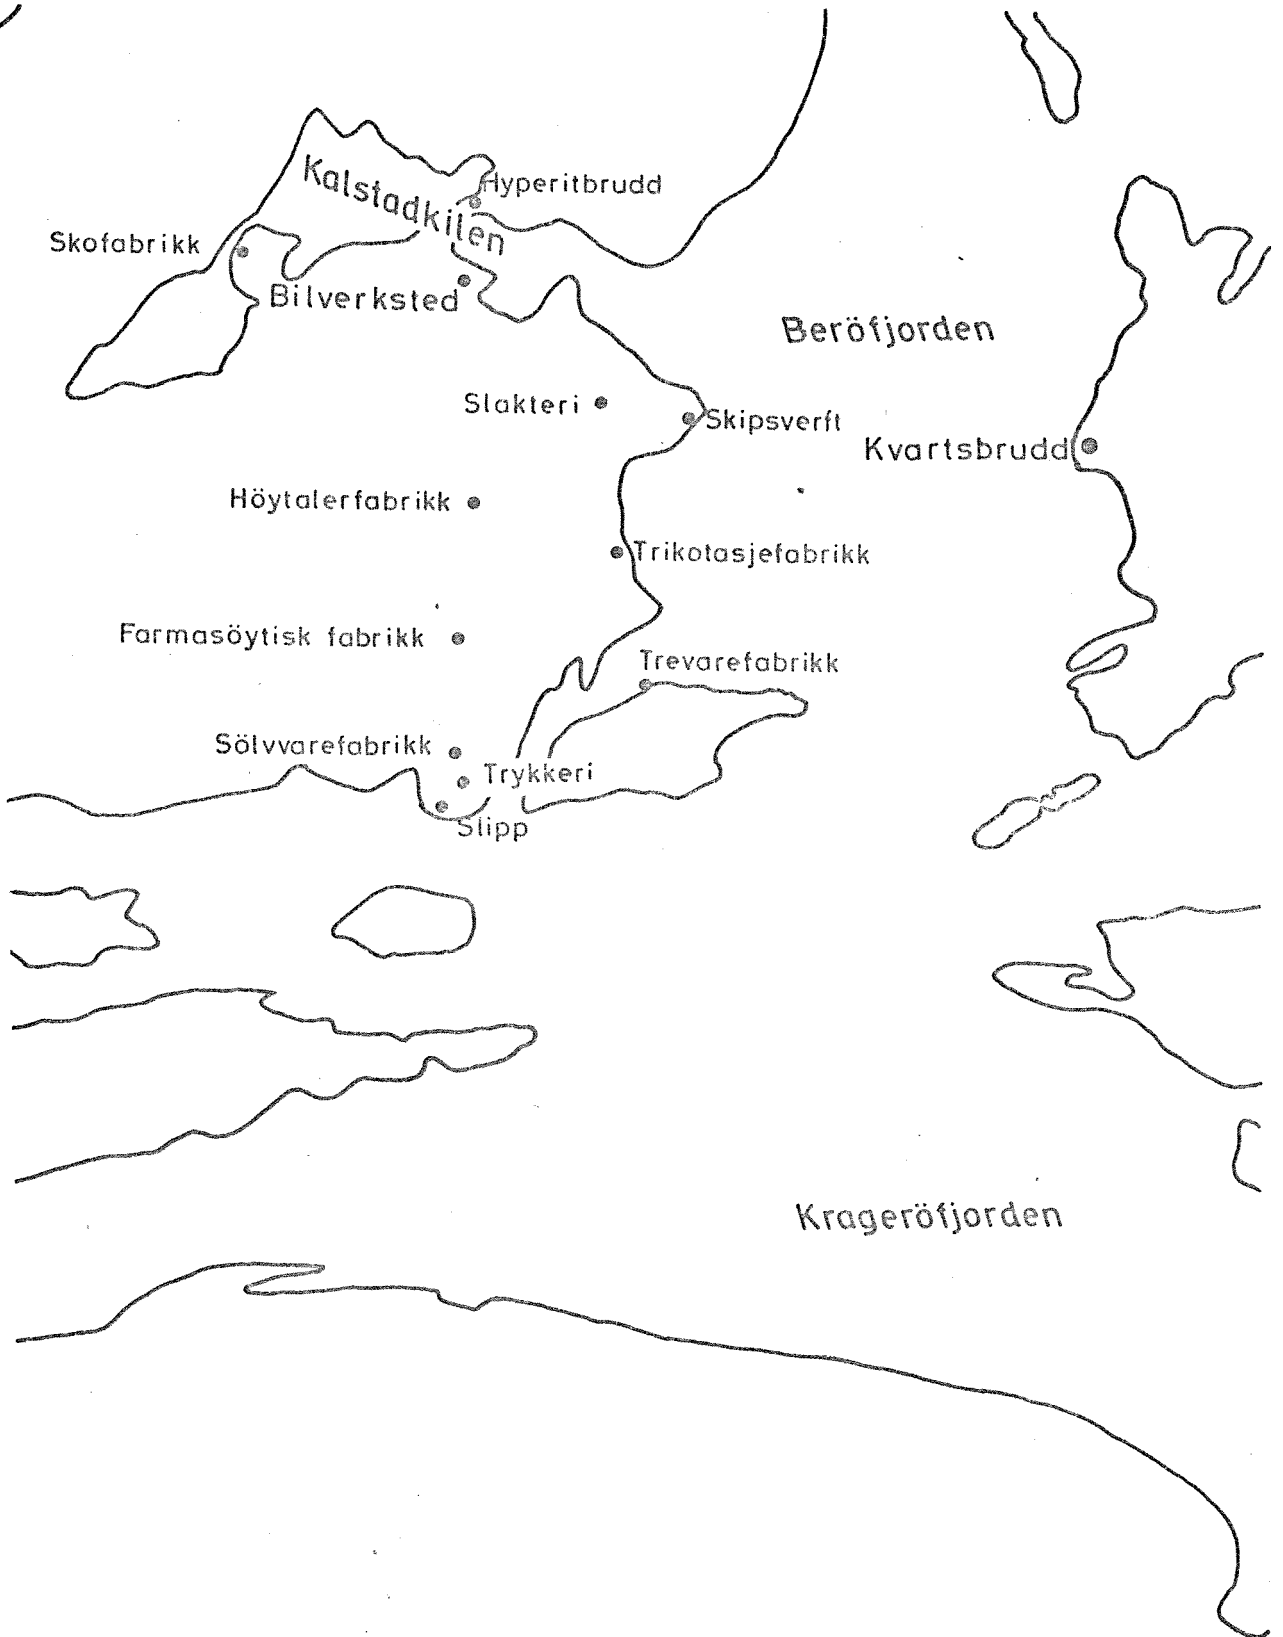 Kalstadkilen
Hyperitbrudd
Skofabrikk
Bilverksted
Beröfjorden
Slakteri
Skipsverft
Kvartsbrudd
Höytalerfabrikk
Trikotasjefabrikk
Farmasöytisk fabrikk
Trevarefabrikk
Sölvvarefabrikk
Trykkeri
Slipp
Krageröfjorden